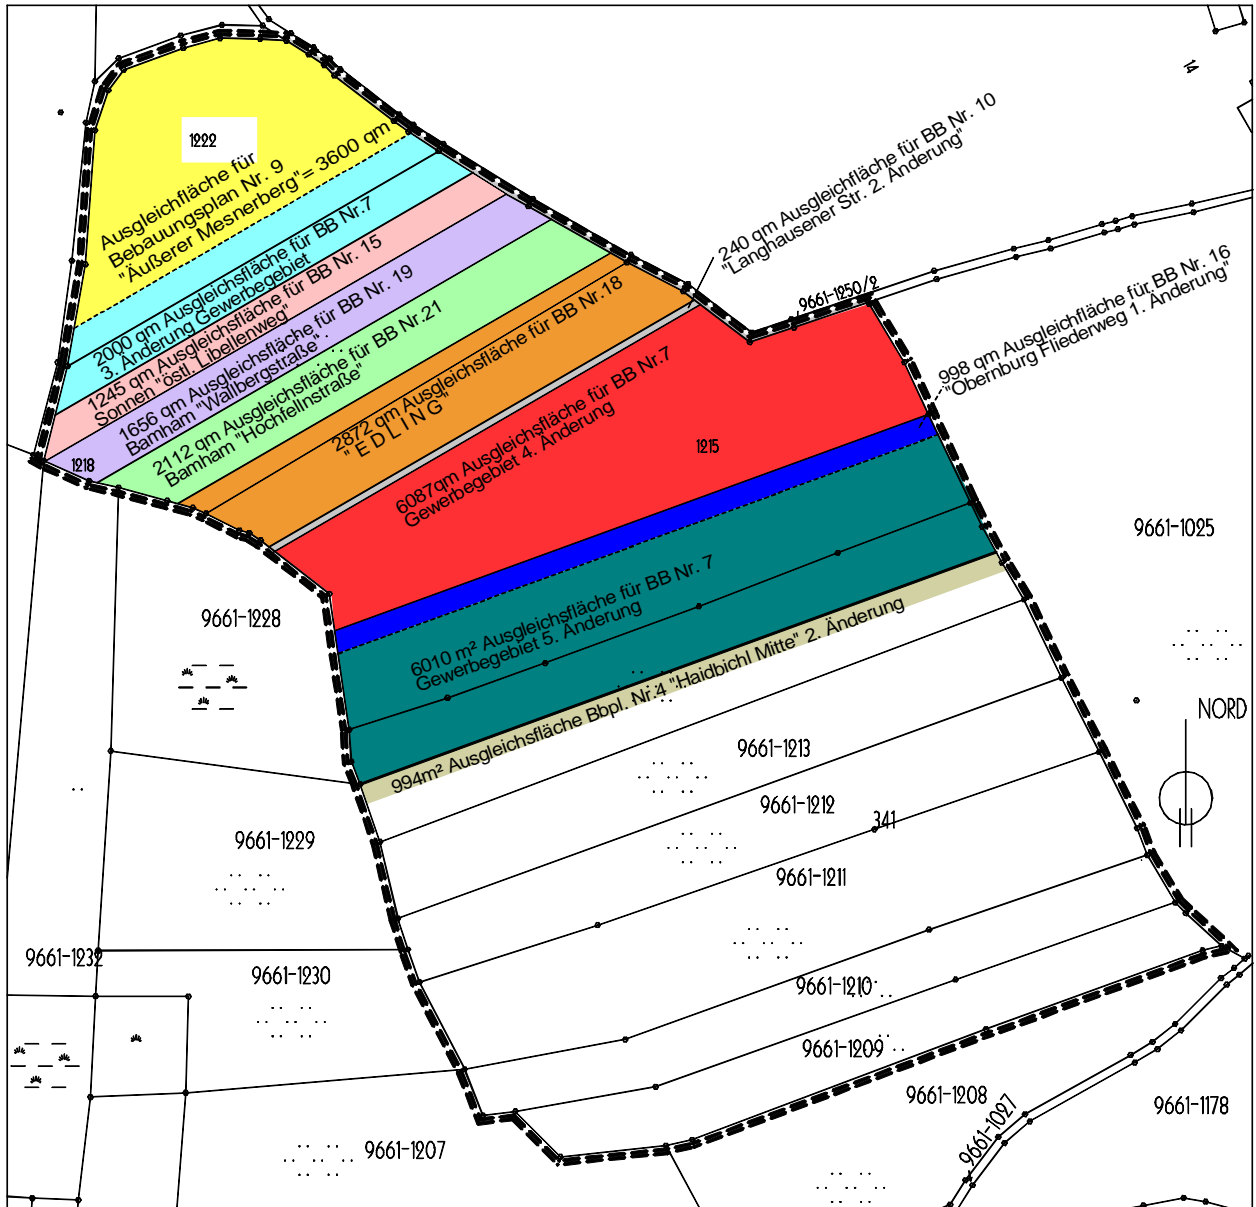 14
1222
Ausgleichfläche für
Bebauungsplan Nr. 9
"Äußerer Mesnerberg"= 3600 qm
2000 qm Ausgleichsfläche für BB Nr.7
3. Änderung Gewerbegebiet
1245 qm Ausgleichsfläche für BB Nr. 15
Sonnen "östl. Libellenweg"
1656 qm Ausgleichsfläche für BB Nr. 19
Bamham "Wallbergstraße".
2112 qm Ausgleichsfläche für BB Nr.21
Bamham "Hochfellnstraße"
2872 qm Ausgleichsfläche für BB Nr.18
" E D L I N G "
240 qm Ausgleichfläche für BB Nr. 10
"Langhausener Str. 2. Änderung"
9661-1250/2
998 qm Ausgleichfläche für BB Nr. 16
"Obernburg Fliederweg 1. Änderung"
6087qm Ausgleichsfläche für BB Nr.7
Gewerbegebiet 4. Änderung
1215
1218
9661-1025
6010 m² Ausgleichsfläche für BB Nr. 7
Gewerbegebiet 5. Änderung
994m² Ausgleichsfläche Bbpl. Nr.4 "Haidbichl Mitte" 2. Änderung
9661-1228
NORD
9661-1213
9661-1212
341
9661-1229
9661-1211
9661-1232
9661-1230
9661-1210
9661-1209
9661-1208
9661-1027
9661-1178
9661-1207